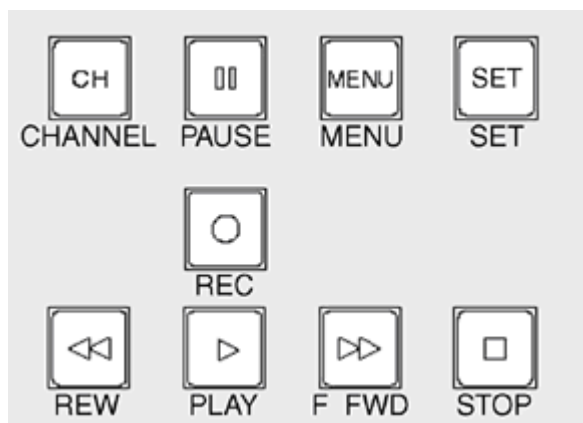 CH MENU SET
CHANNEL PAUSE MENU SET
REC
REW PLAY F FWD STOP